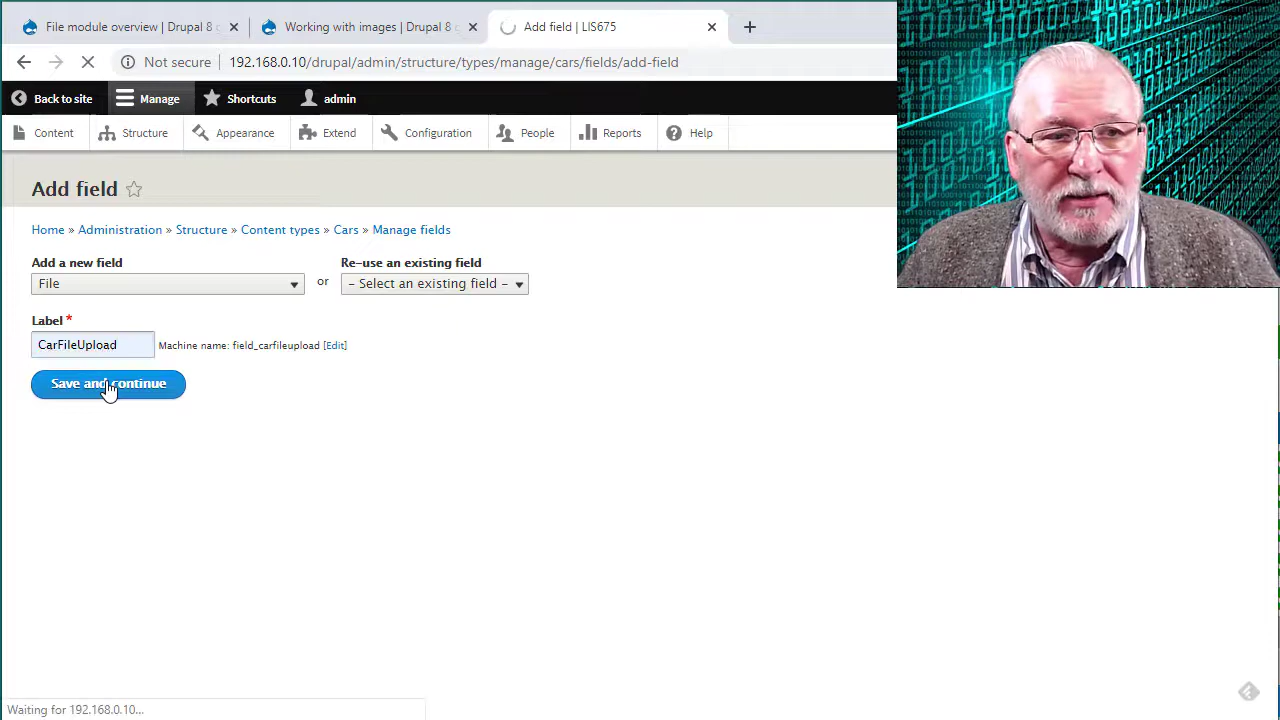 File module overview | Drupal 8 c
Working with images | Drupal 8 c
Add field | LIS675
Not secure
192.168.0.10/drupal/admin/structure/types/manage/cars/fields/add-field
Back to site
Manage
Shortcuts
admin
Content
Structure
Appearance
Extend
Configuration
People
Reports
Help
Add field
Home » Administration » Structure » Content types » Cars » Manage fields
Add a new field
Re-use an existing field
File
or
- Select an existing field -
Label *
CarFileUpload
Machine name: field_carfileupload [Edit]
Save and continue
Waiting for 192.168.0.10...